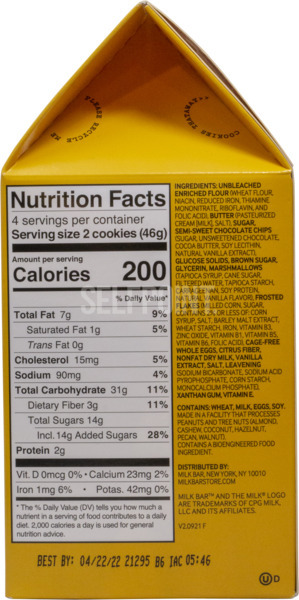 PLEASE RECYCLE ME
COOKIES THATAWAY
Nutrition Facts
4 servings per container
Serving size 2 cookies (46g)
Amount per serving
Calories 200
% Daily Value*
Total Fat 7g 9%
Saturated Fat 1g 5%
Trans Fat 0g
Cholesterol 15mg 5%
Sodium 90mg 4%
Total Carbohydrate 31g 11%
Dietary Fiber 3g 11%
Total Sugars 14g
Incl. 14g Added Sugars 28%
Protein 2g
Vit. D 0mcg 0% • Calcium 23mg 2%
Iron 1mg 6% • Potas. 42mg 0%
* The % Daily Value (DV) tells you how much a
nutrient in a serving of food contributes to a daily
diet. 2,000 calories a day is used for general
nutrition advice.
INGREDIENTS: UNBLEACHED
ENRICHED FLOUR (WHEAT FLOUR,
NIACIN, REDUCED IRON, THIAMINE
MONONITRATE, RIBOFLAVIN, AND
FOLIC ACID), BUTTER (PASTEURIZED
CREAM [MILK], SALT), SUGAR,
SEMI-SWEET CHOCOLATE CHIPS
(SUGAR, UNSWEETENED CHOCOLATE,
COCOA BUTTER, SOY LECITHIN,
NATURAL VANILLA EXTRACT),
GLUCOSE SOLIDS, BROWN SUGAR,
GLYCERIN, MARSHMALLOWS
(TAPIOCA SYRUP, CANE SUGAR,
FILTERED WATER, TAPIOCA STARCH,
CARRAGEENAN, SOY PROTEIN,
NATURAL VANILLA FLAVOR), FROSTED
FLAKES (MILLED CORN, SUGAR,
CONTAINS 2% OR LESS OF: CORN
SYRUP, SALT, BARLEY MALT EXTRACT,
WHEAT STARCH, IRON, VITAMIN B3,
ZINC OXIDE, VITAMIN B1, VITAMIN B5,
VITAMIN B6, FOLIC ACID), CAGE-FREE
WHOLE EGGS, CITRUS FIBER,
NONFAT DRY MILK, VANILLA
EXTRACT, SALT, LEAVENING
(SODIUM BICARBONATE, SODIUM ACID
PYROPHOSPHATE, CORN STARCH,
MONOCALCIUM PHOSPHATE),
XANTHAN GUM, VITAMIN E.
CONTAINS: WHEAT, MILK, EGGS, SOY.
MADE IN A FACILITY THAT PROCESSES
PEANUTS AND TREE NUTS (ALMOND,
CASHEW, COCONUT, HAZELNUT,
PECAN, WALNUT).
CONTAINS A BIOENGINEERED FOOD
INGREDIENT.
DISTRIBUTED BY:
MILK BAR, NEW YORK, NY 10010
MILKBARSTORE.COM
MILK BAR™ AND THE MILK® LOGO
ARE TRADEMARKS OF CPG MILK,
LLC AND ITS AFFILIATES.
V2.0921 F
BEST BY: 04/22/22 21295 B6 IAC 05:46
U D